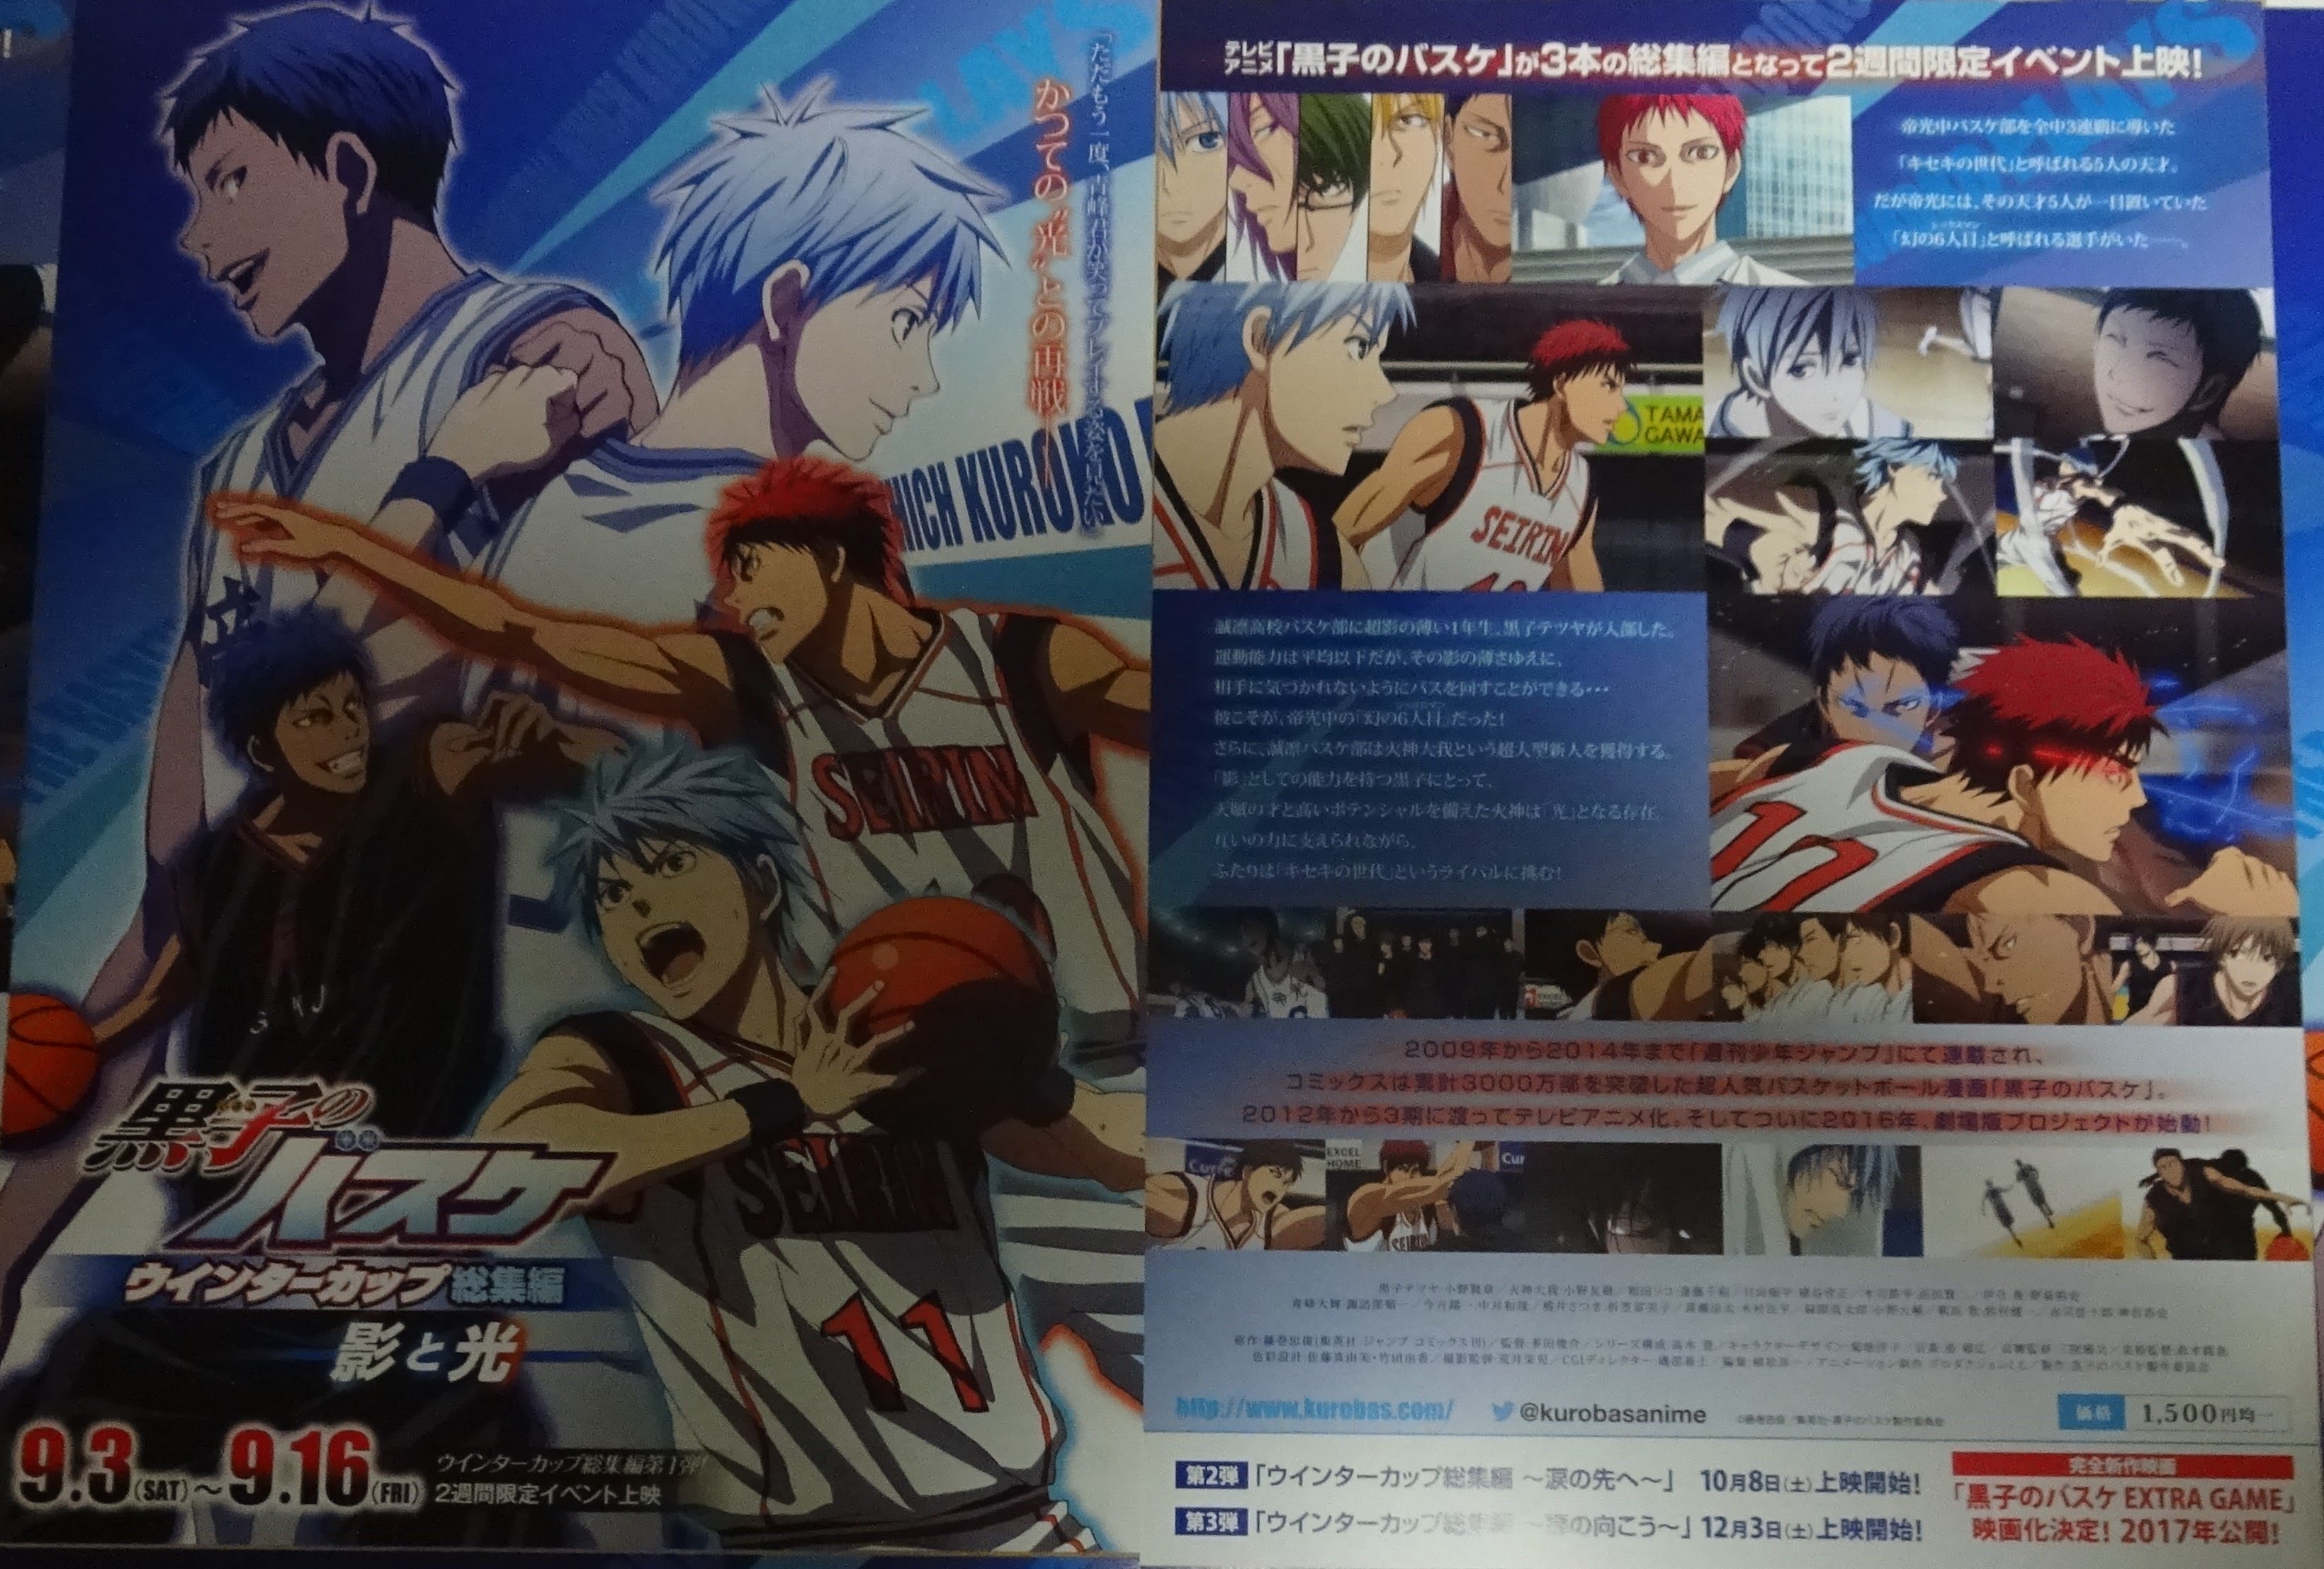 「ただもう一度、青峰君が笑ってプレイする姿を見たい」
かつての“光”との再戦――
SEIRIN
SEIRIN
11
黒子の
バスケ
ウインターカップ総集編
影と光
9.3(SAT)～9.16(FRI)
ウインターカップ総集編第1弾!
2週間限定イベント上映
テレビアニメ「黒子のバスケ」が3本の総集編となって2週間限定イベント上映!
帝光中バスケ部を全中3連覇に導いた
「キセキの世代」と呼ばれる5人の天才。
だが帝光には、その天才5人が一目置いていた
「幻の6人目」と呼ばれる選手がいた――。
TAMA
GAWA
SEIRIN
誠凛高校バスケ部に超影の薄い1年生、黒子テツヤが入部した。
運動能力は平均以下だが、その影の薄さゆえに、
相手に気づかれないようにパスを回すことができる…
彼こそが、帝光中の「幻の6人目」だった!
さらに、誠凛バスケ部は火神大我という超大型新人を獲得する。
「影」としての能力を持つ黒子にとって、
天賦の才と高いポテンシャルを備えた火神は「光」となる存在。
互いの力に支えられながら、
ふたりは「キセキの世代」というライバルに挑む!
2009年から2014年まで「週刊少年ジャンプ」にて連載され、
コミックスは累計3000万部を突破した超人気バスケットボール漫画「黒子のバスケ」。
2012年から3期に渡ってテレビアニメ化。そしてついに2016年、劇場版プロジェクトが始動!
EXCEL
HOME
SEIRIN
http://www.kurobas.com/
@kurobasanime
価格 1,500円均一
第2弾「ウインターカップ総集編 ～涙の先へ～」 10月8日(土)上映開始!
第3弾「ウインターカップ総集編 ～扉の向こう～」 12月3日(土)上映開始!
完全新作映画
「黒子のバスケ EXTRA GAME」
映画化決定! 2017年公開!